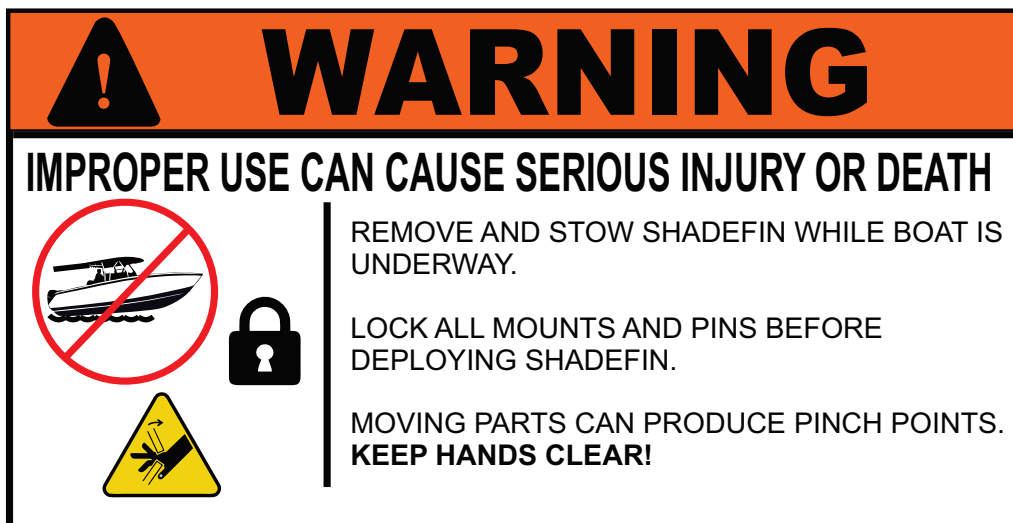 WARNING
IMPROPER USE CAN CAUSE SERIOUS INJURY OR DEATH
REMOVE AND STOW SHADEFIN WHILE BOAT IS
UNDERWAY.
LOCK ALL MOUNTS AND PINS BEFORE
DEPLOYING SHADEFIN.
MOVING PARTS CAN PRODUCE PINCH POINTS.
KEEP HANDS CLEAR!